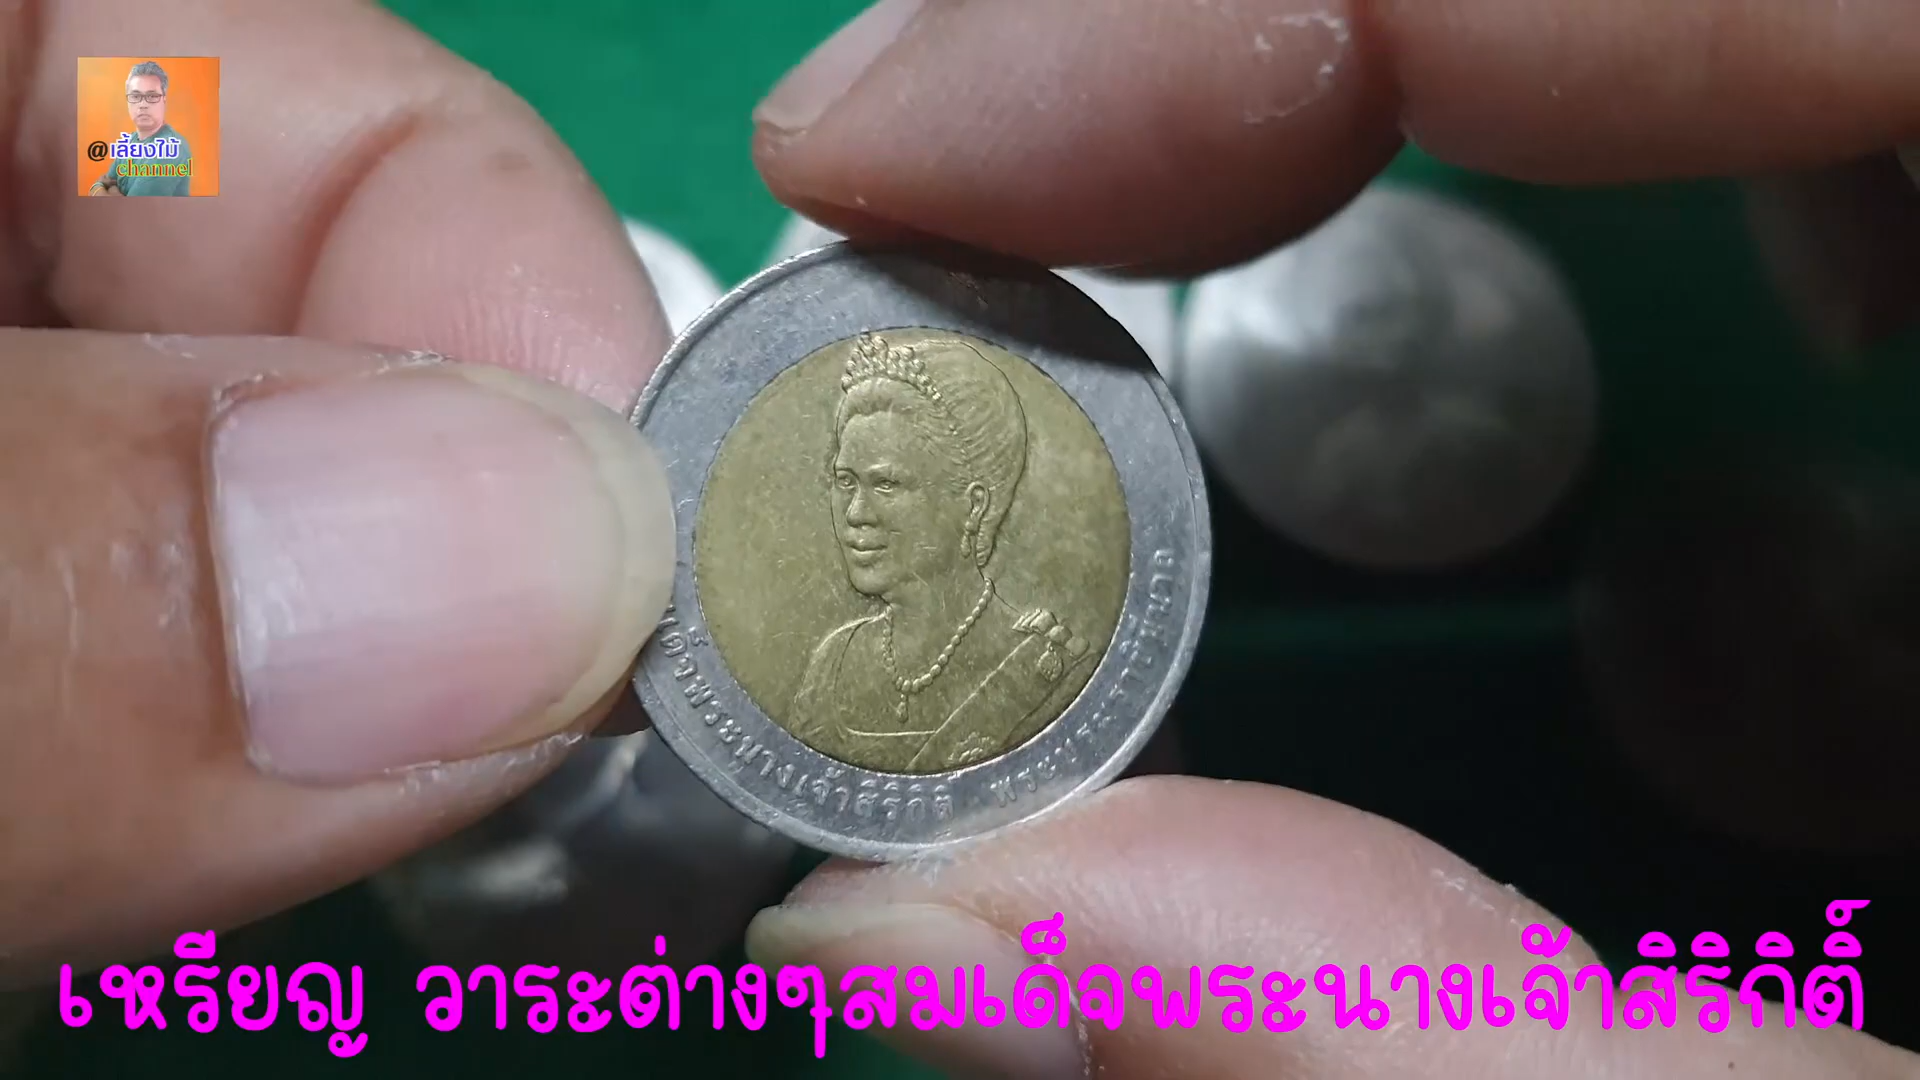 @เลี้ยงไม้
channel
สมเด็จพระนางเจ้าสิริกิติ์ พระบรมราชินีนาถ
เหรียญ วาระต่างๆสมเด็จพระนางเจ้าสิริกิติ์